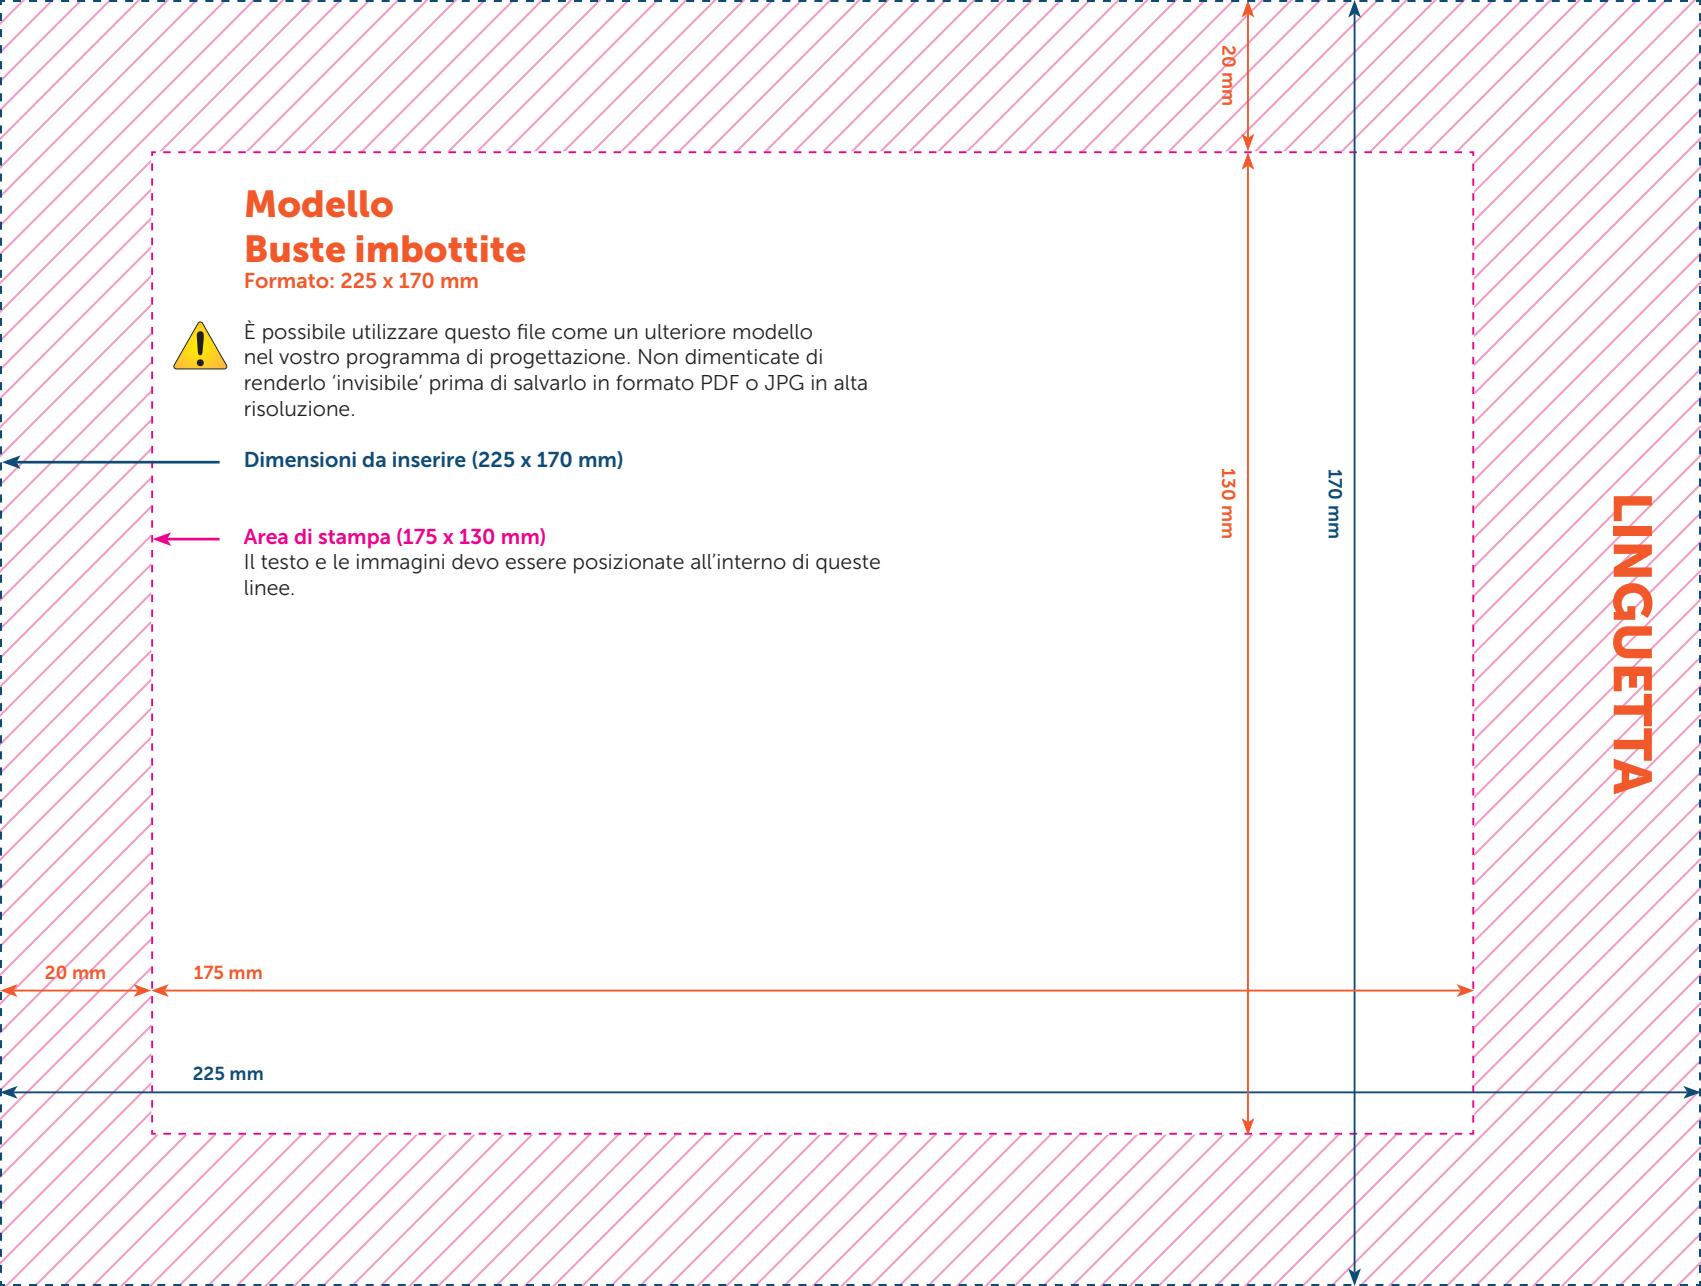 20 mm
Modello
Buste imbottite
Formato: 225 x 170 mm
È possibile utilizzare questo file come un ulteriore modello
nel vostro programma di progettazione. Non dimenticate di
renderlo ‘invisibile’ prima di salvarlo in formato PDF o JPG in alta
risoluzione.
Dimensioni da inserire (225 x 170 mm)
130 mm
170 mm
LINGUETTA
Area di stampa (175 x 130 mm)
Il testo e le immagini devo essere posizionate all’interno di queste
linee.
20 mm
175 mm
225 mm